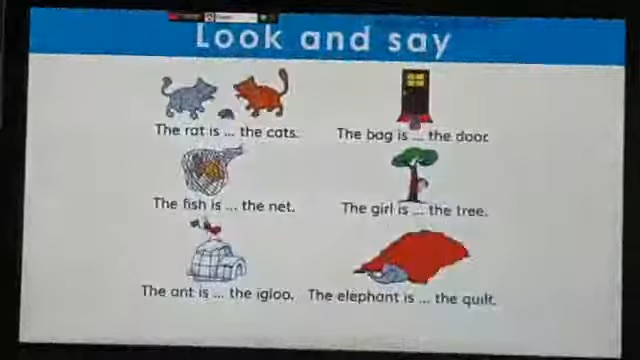 Look and say
The rat is ... the cats.
The bag is ... the door.
The fish is ... the net.
The girl is ... the tree.
The ant is ... the igloo.
The elephant is ... the quilt.